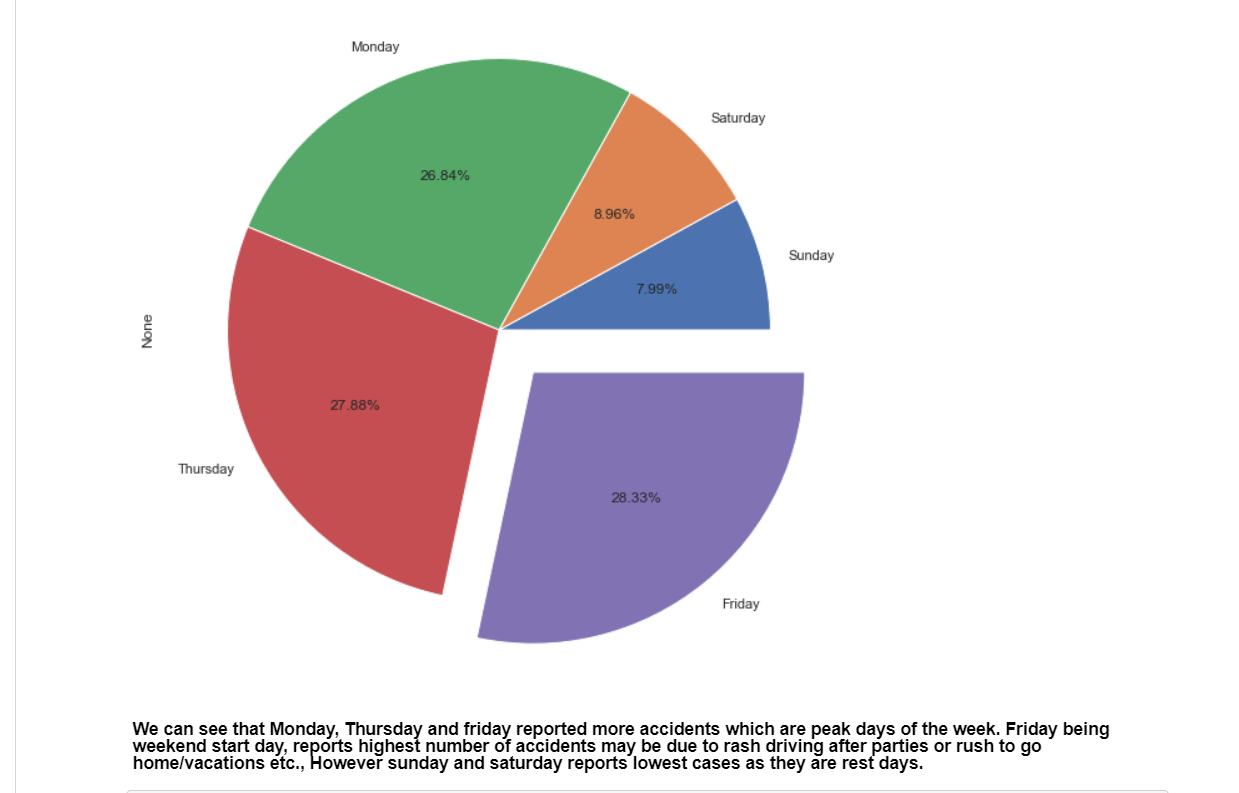 Monday
Saturday
26.84%
8.96%
Sunday
7.99%
None
27.88%
Thursday
28.33%
Friday
We can see that Monday, Thursday and friday reported more accidents which are peak days of the week. Friday being
weekend start day, reports highest number of accidents may be due to rash driving after parties or rush to go
home/vacations etc., However sunday and saturday reports lowest cases as they are rest days.